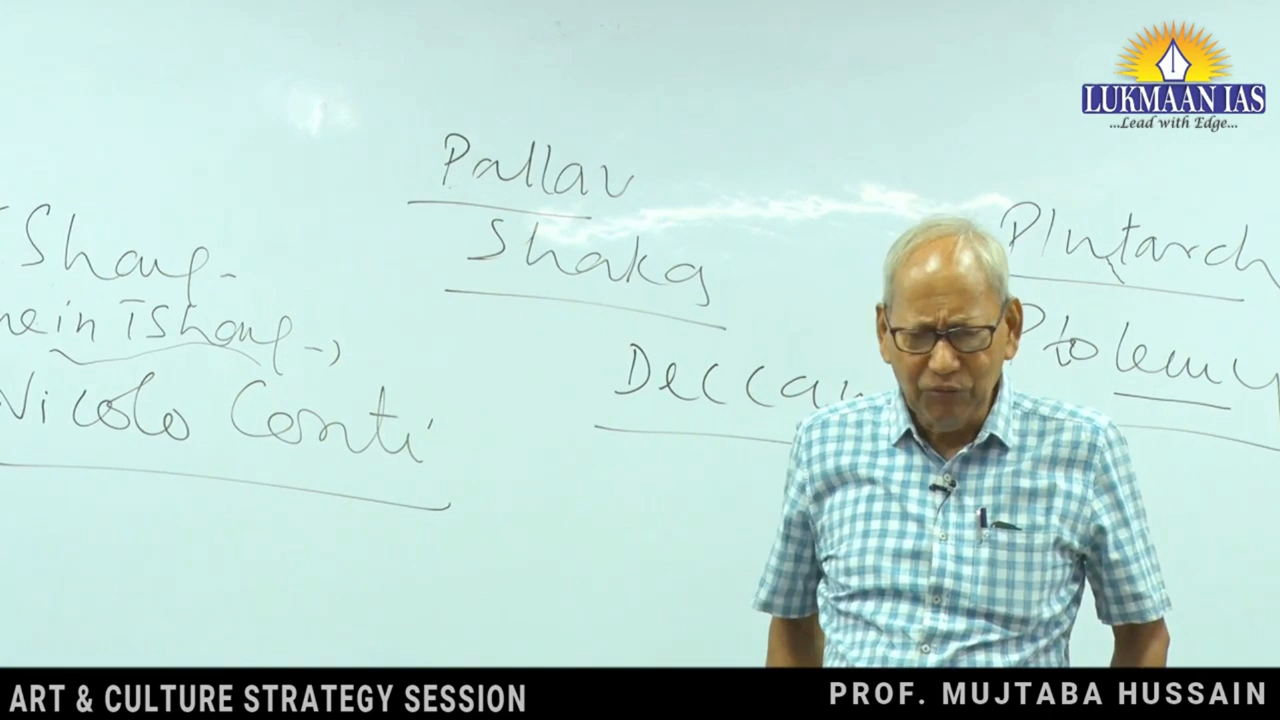 LUKMAAN IAS
...Lead with Edge...
Pallav
Shaka
Deccan
TShang-
Tshang -,
Nicolo Conti
Plutarch
Ptolemy
ART & CULTURE STRATEGY SESSION
PROF. MUJTABA HUSSAIN